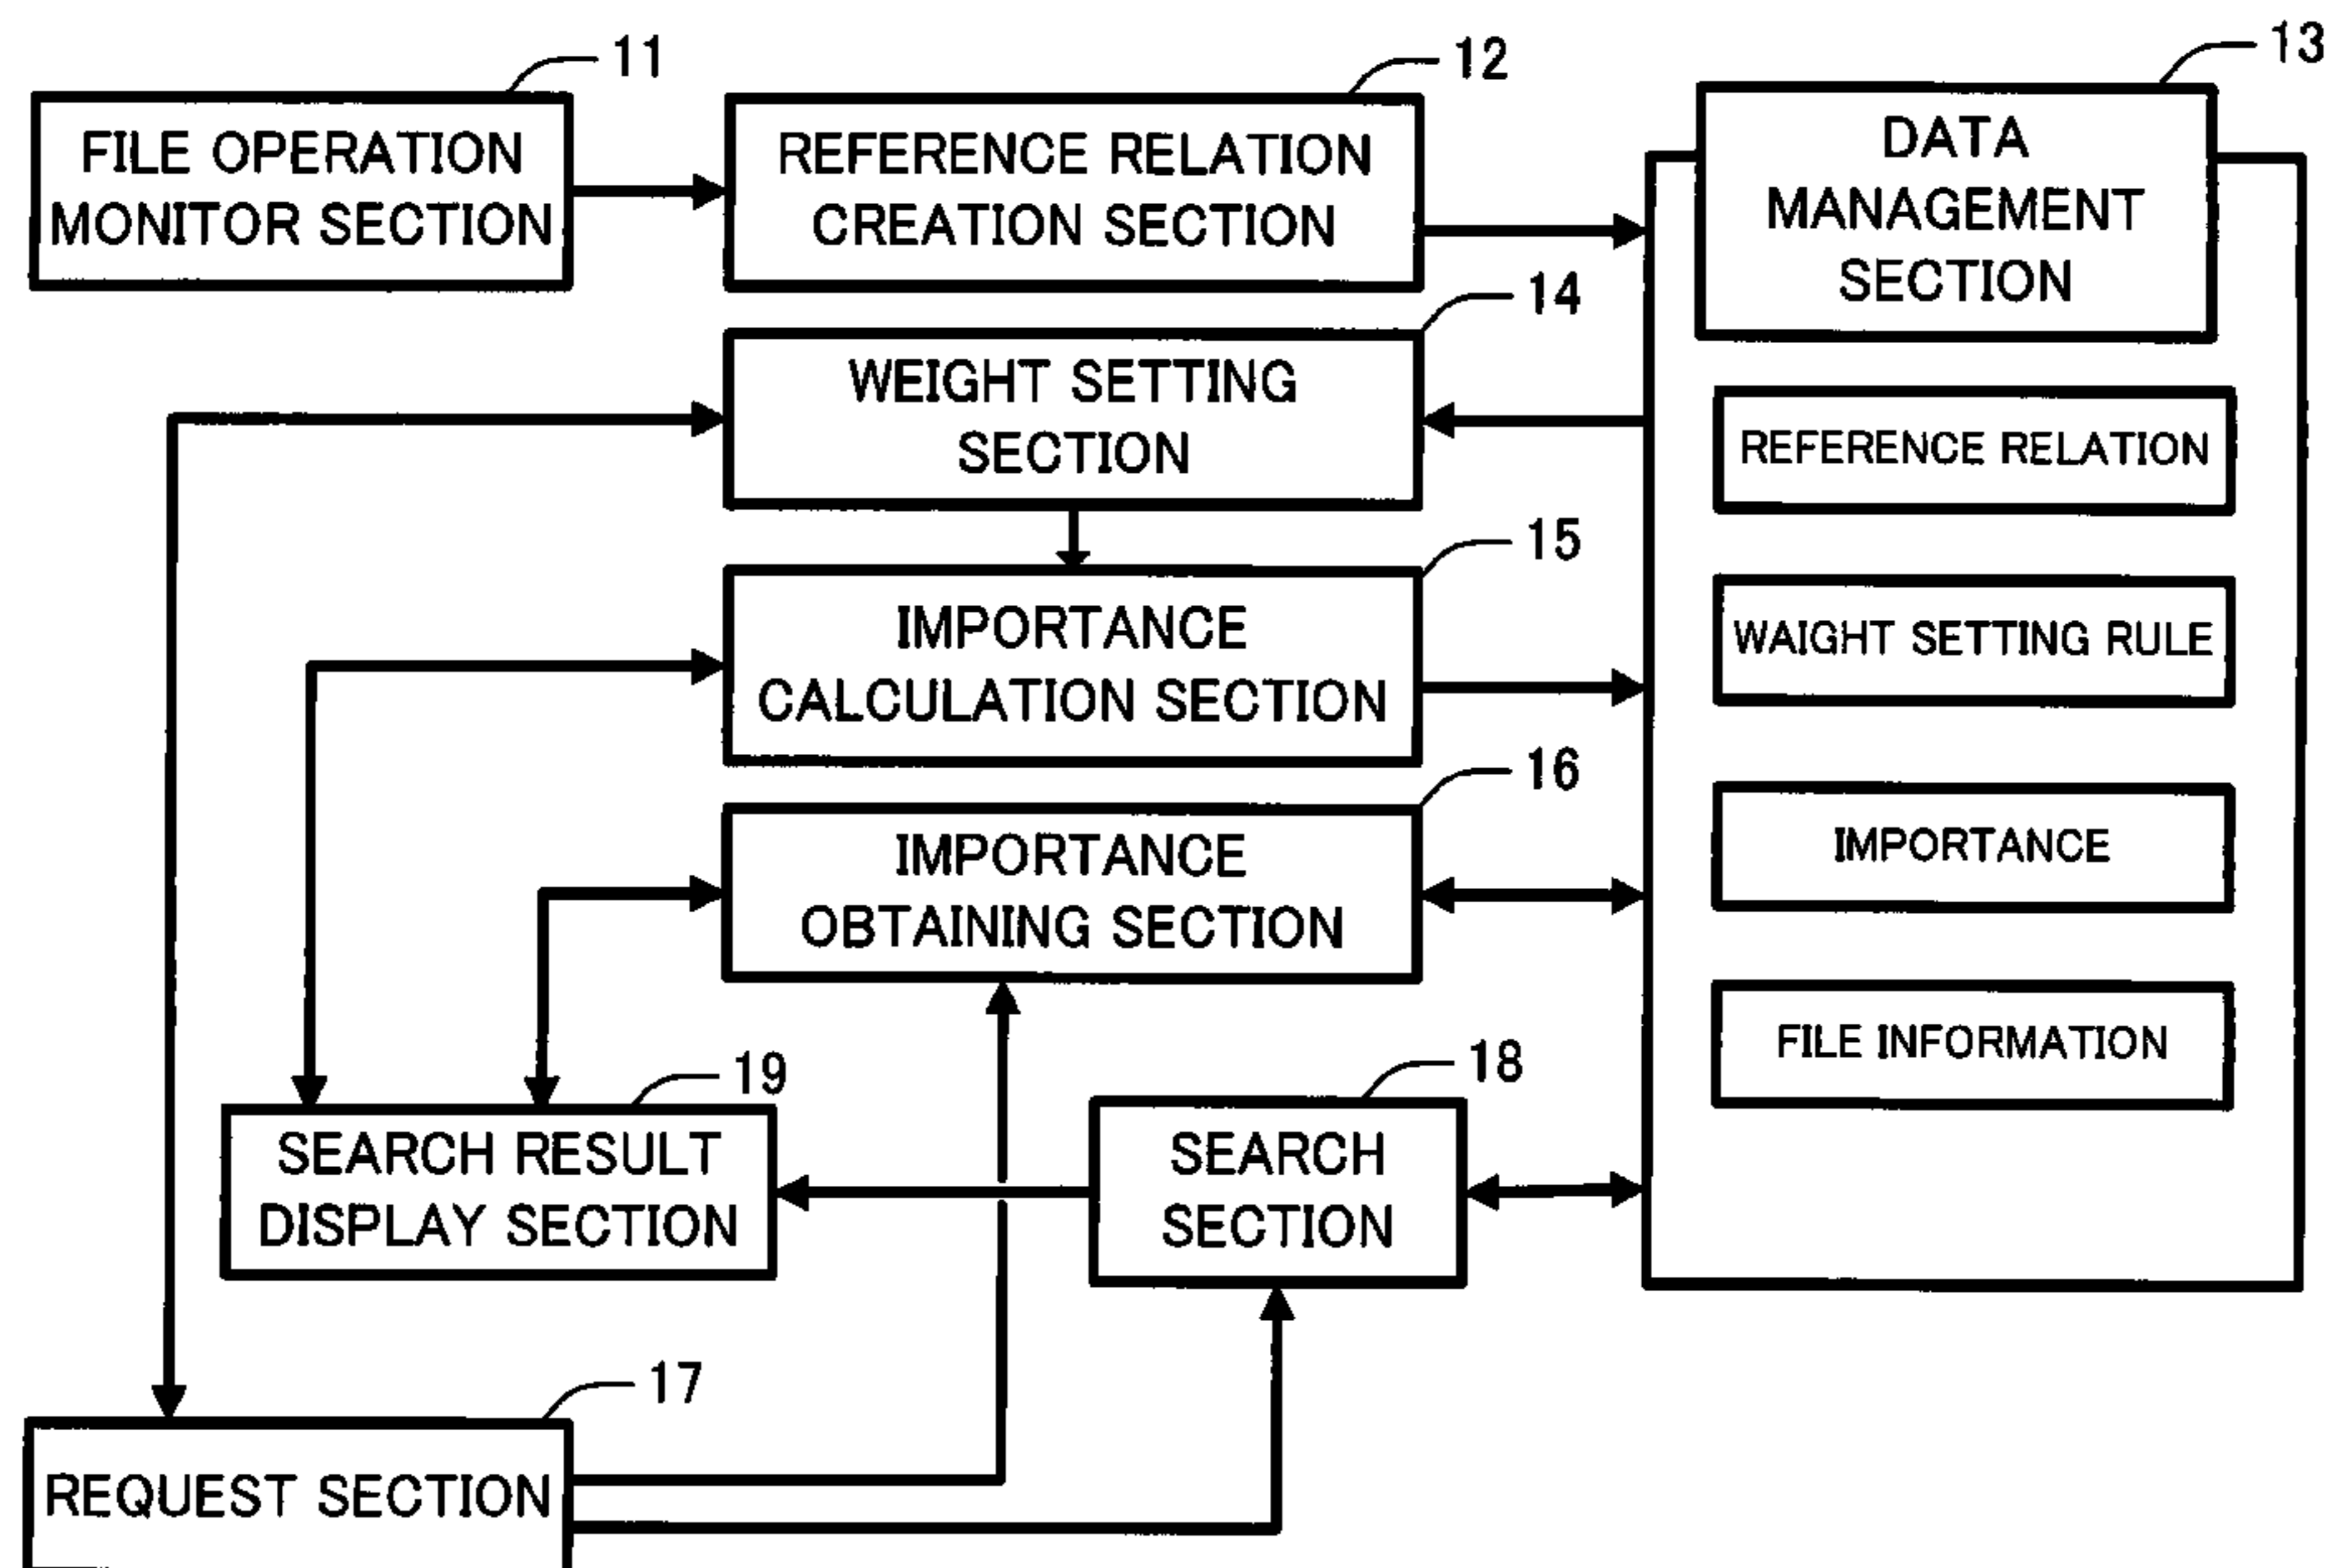 11
FILE OPERATION
MONITOR SECTION
12
REFERENCE RELATION
CREATION SECTION
13
DATA
MANAGEMENT
SECTION
14
WEIGHT SETTING
SECTION
REFERENCE RELATION
15
IMPORTANCE
CALCULATION SECTION
WAIGHT SETTING RULE
16
IMPORTANCE
OBTAINING SECTION
IMPORTANCE
FILE INFORMATION
19
SEARCH RESULT
DISPLAY SECTION
18
SEARCH
SECTION
17
REQUEST SECTION